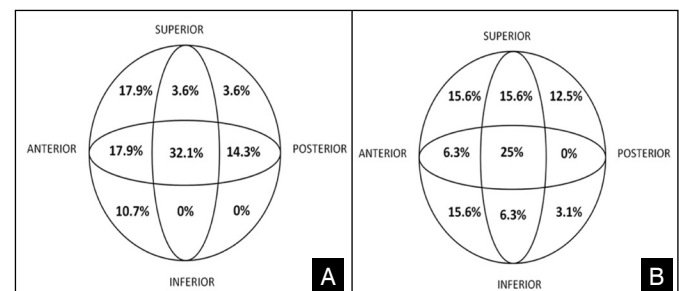 SUPERIOR
17.9% 3.6% 3.6%
ANTERIOR 17.9% 32.1% 14.3% POSTERIOR
10.7% 0% 0%
INFERIOR
A
SUPERIOR
15.6% 15.6% 12.5%
ANTERIOR 6.3% 25% 0% POSTERIOR
15.6% 6.3% 3.1%
INFERIOR
B